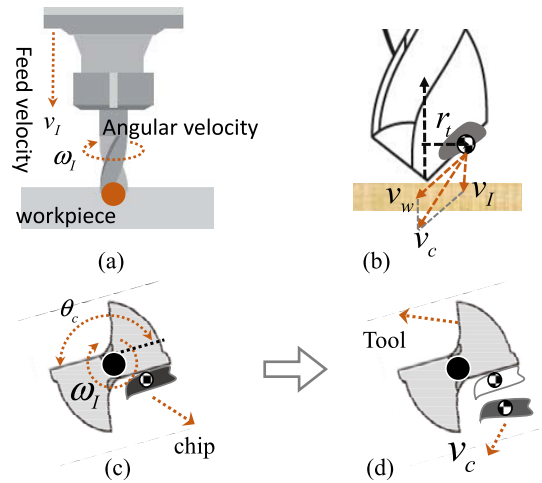 Feed velocity
v_I
Angular velocity
ω_I
workpiece
(a)
r_t
v_w
v_I
v_c
(b)
θ_c
ω_I
chip
(c)
Tool
v_c
(d)